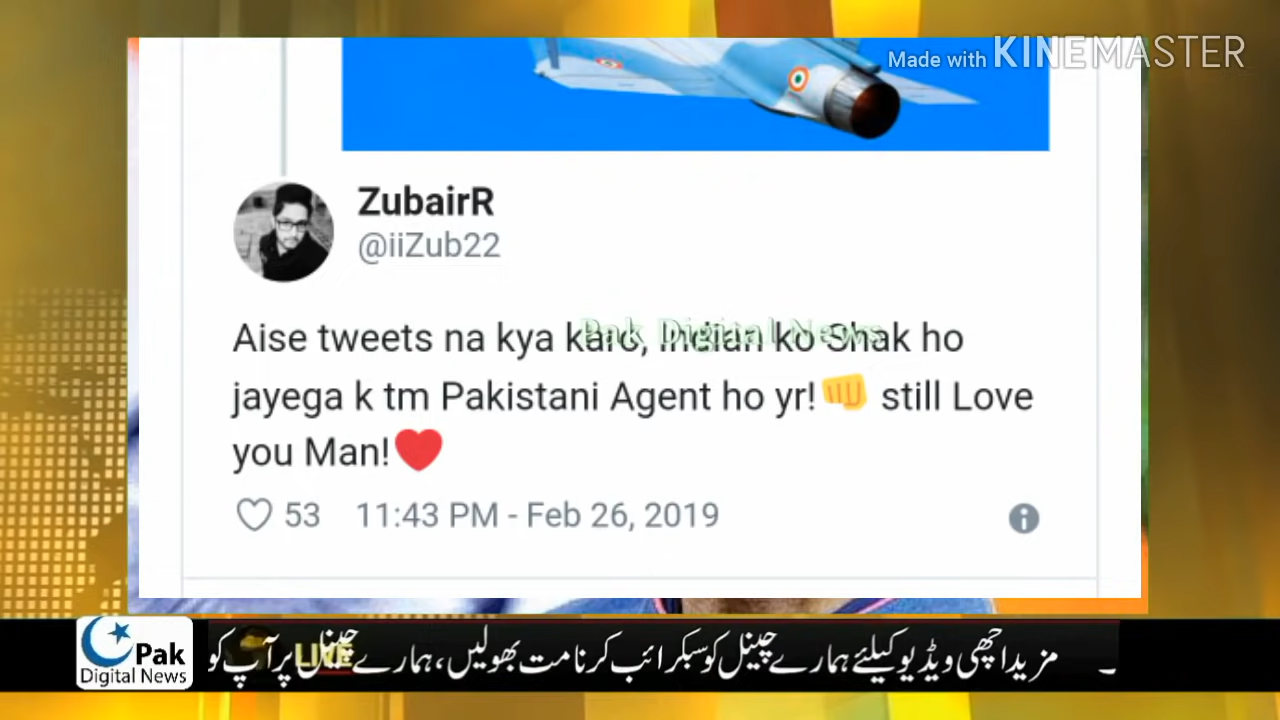 Made with KINEMASTER
ZubairR
@iiZub22
Aise tweets na kya karo, Indian ko Shak ho
jayega k tm Pakistani Agent ho yr!👊 still Love
you Man!❤️
Pak Digital News
53 11:43 PM - Feb 26, 2019
Pak
Digital News
LIVE
مزید اچھی ویڈیو کیلئے ہمارے چینل کو سبکرائب کرنا مت بھولیں، ہمارے چینل پر آپ کو